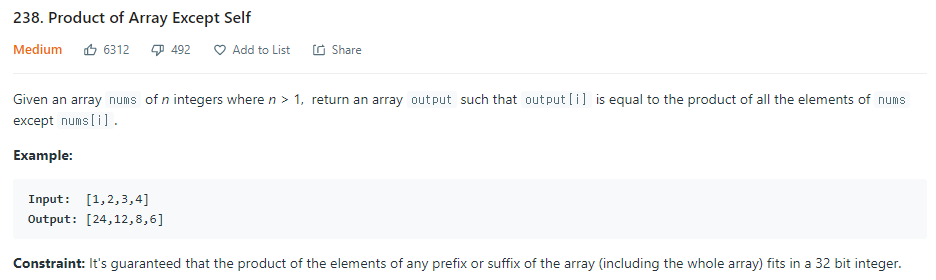 238. Product of Array Except Self
Medium 6312 492 Add to List Share
Given an array nums of n integers where n > 1, return an array output such that output[i] is equal to the product of all the elements of nums
except nums[i].
Example:
Input: [1,2,3,4]
Output: [24,12,8,6]
Constraint: It's guaranteed that the product of the elements of any prefix or suffix of the array (including the whole array) fits in a 32 bit integer.